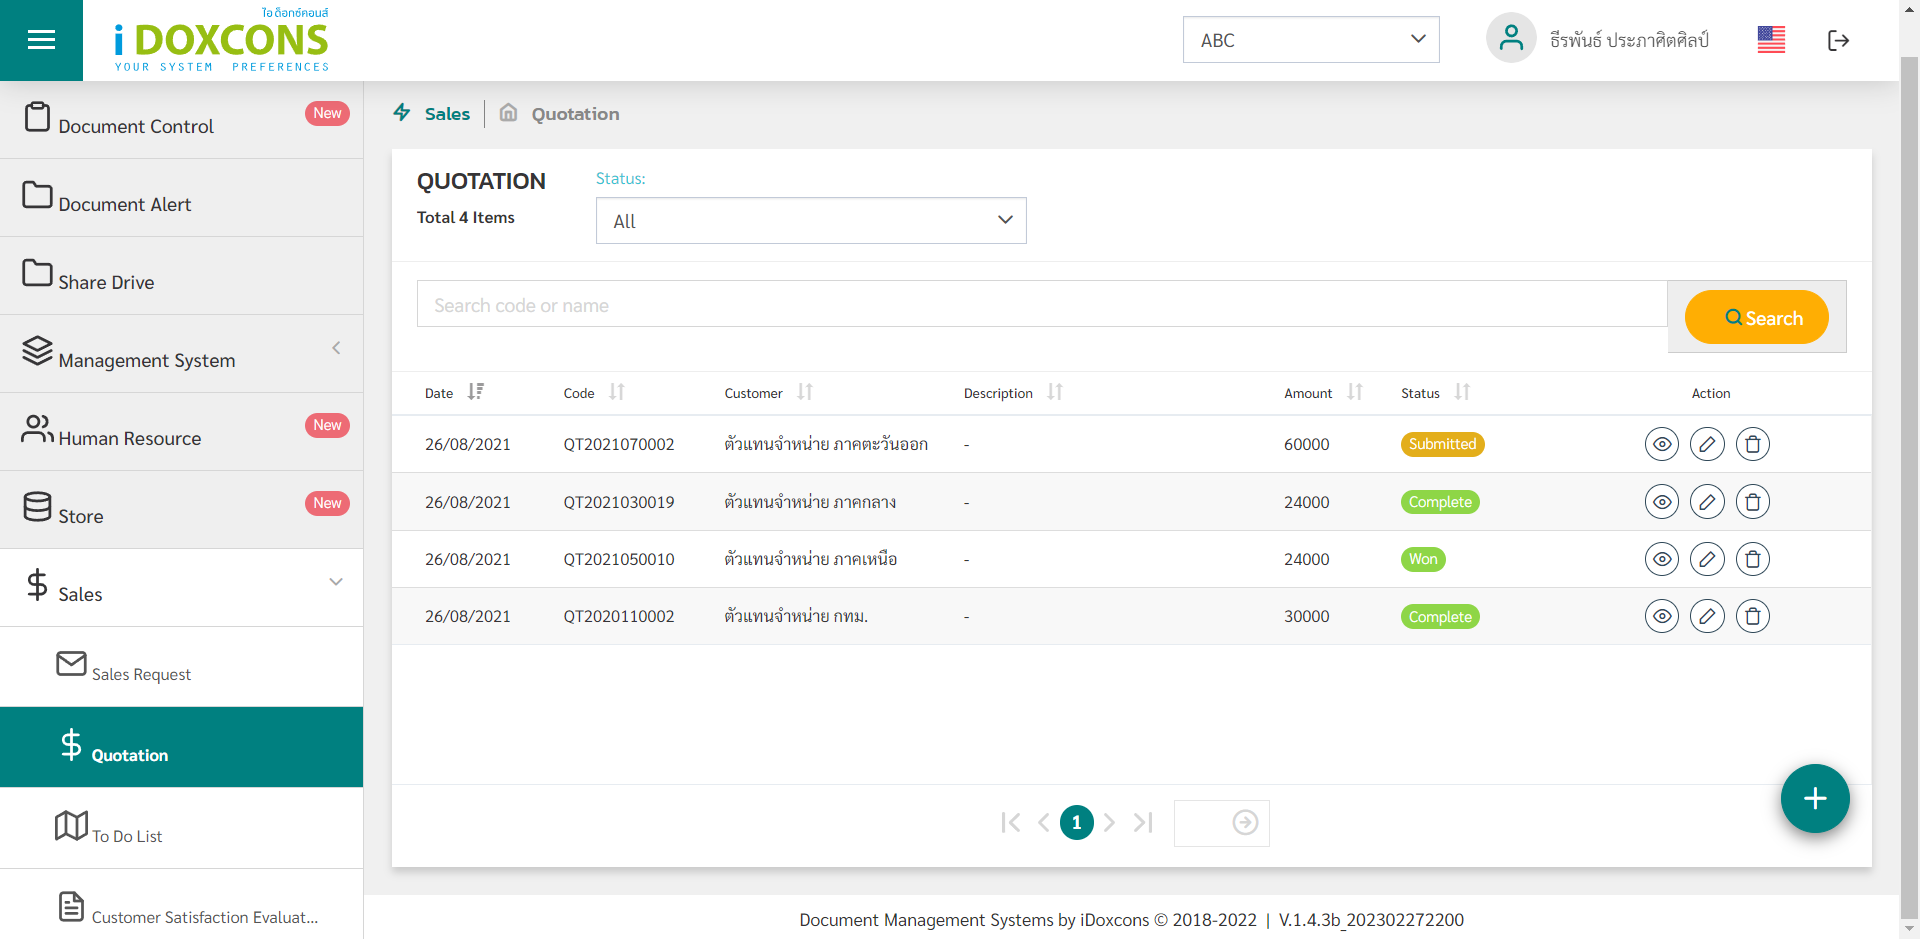 ไอด็อกซ์คอนส์
i DOXCONS
YOUR SYSTEM PREFERENCES
ABC
ธีรพันธ์ ประภาศิตศิลป์
Document Control
New
Document Alert
Share Drive
Management System
Human Resource
New
Store
New
Sales
Sales Request
Quotation
To Do List
Customer Satisfaction Evaluat...
Sales
Quotation
QUOTATION
Total 4 Items
Status:
All
Search code or name
Search
Date Code Customer Description Amount Status Action
26/08/2021 QT2021070002 ตัวแทนจำหน่าย ภาคตะวันออก - 60000 Submitted
26/08/2021 QT2021030019 ตัวแทนจำหน่าย ภาคกลาง - 24000 Complete
26/08/2021 QT2021050010 ตัวแทนจำหน่าย ภาคเหนือ - 24000 Won
26/08/2021 QT2020110002 ตัวแทนจำหน่าย กทม. - 30000 Complete
1
Document Management Systems by iDoxcons © 2018-2022 | V.1.4.3b_202302272200